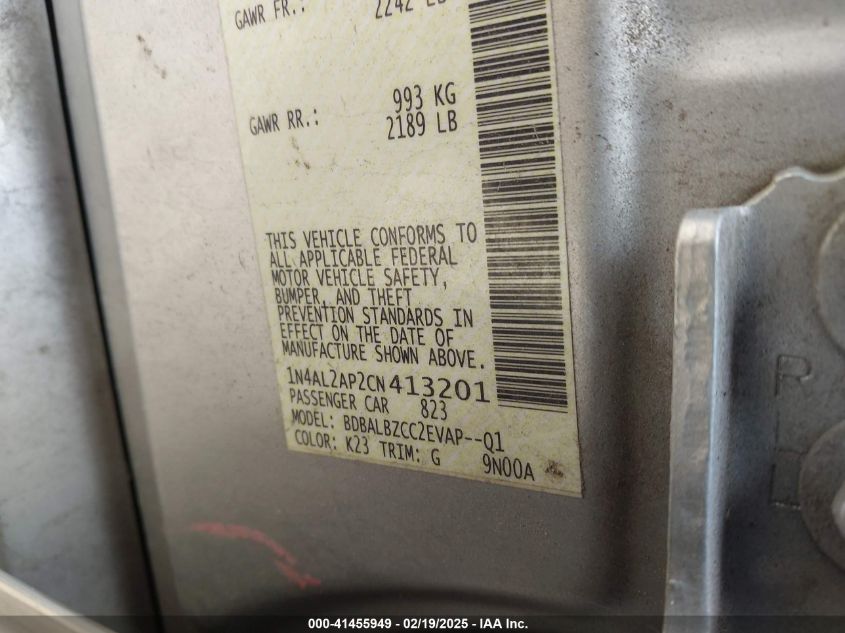 GAWR FR.: 2242 LB
GAWR RR.: 993 KG
2189 LB
THIS VEHICLE CONFORMS TO
ALL APPLICABLE FEDERAL
MOTOR VEHICLE SAFETY,
BUMPER, AND THEFT
PREVENTION STANDARDS IN
EFFECT ON THE DATE OF
MANUFACTURE SHOWN ABOVE.
1N4AL2AP2CN413201
PASSENGER CAR 823
MODEL: BDBALBZCC2EVAP--Q1
COLOR: K23 TRIM: G 9N00A
R
000-41455949 - 02/19/2025 - IAA Inc.